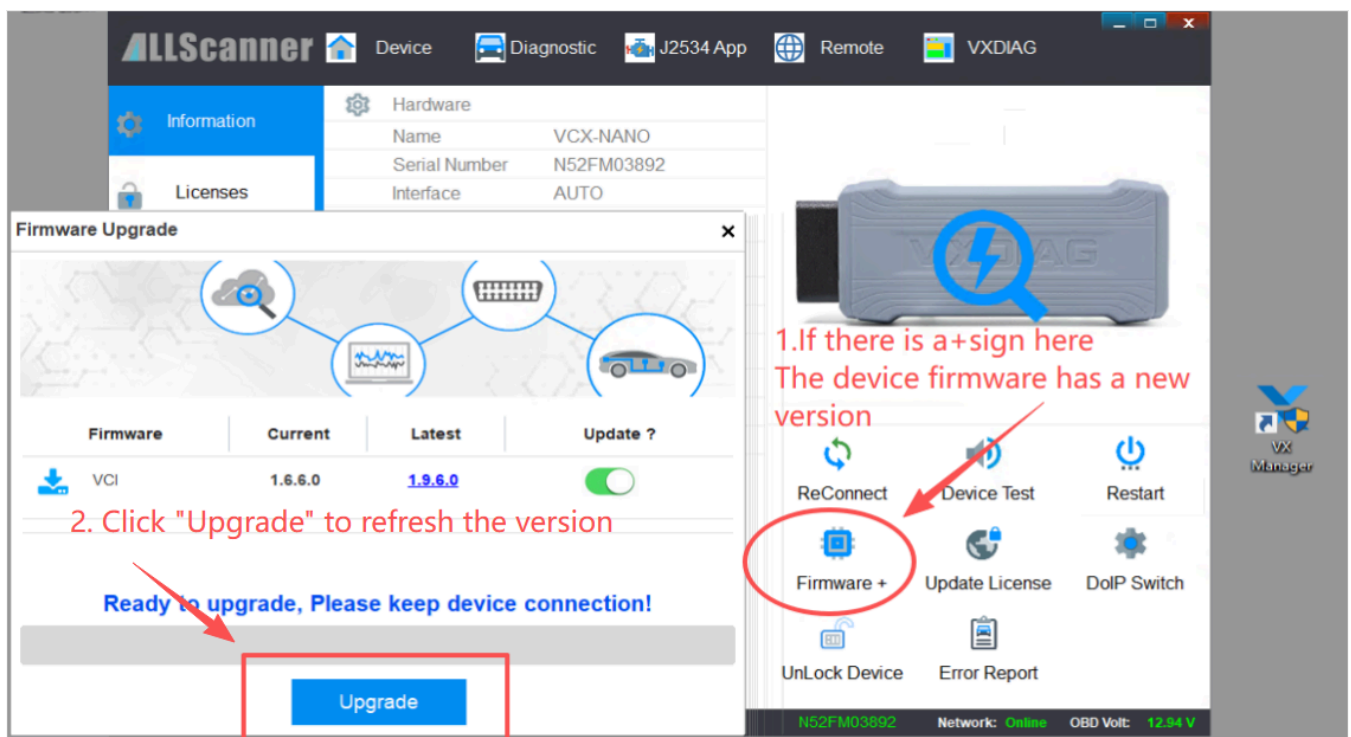 ALLScanner
Device
Diagnostic
J2534 App
Remote
VXDIAG
Information
Licenses
Hardware
Name VCX-NANO
Serial Number N52FM03892
Interface AUTO
Firmware Upgrade
Firmware Current Latest Update ?
VCI 1.6.6.0 1.9.6.0
2. Click "Upgrade" to refresh the version
Ready to upgrade, Please keep device connection!
Upgrade
VXDIAG
1.If there is a+sign here
The device firmware has a new
version
ReConnect Device Test Restart
Firmware + Update License DoIP Switch
UnLock Device Error Report
N52FM03892 Network: Online OBD Volt: 12.94 V
VX
Manager